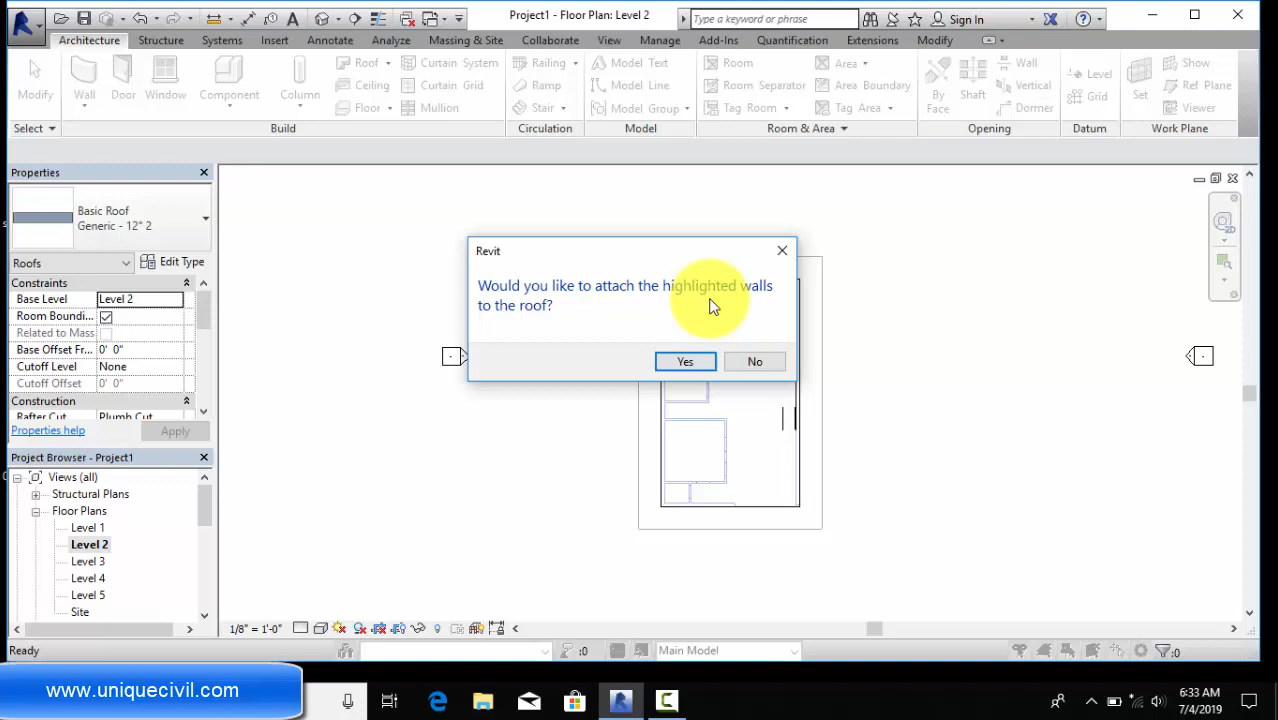 Project1 - Floor Plan: Level 2
Type a keyword or phrase
Sign In
Architecture Structure Systems Insert Annotate Analyze Massing & Site Collaborate View Manage Add-Ins Quantification Extensions Modify
Modify Wall Door Window Component Column
Roof Curtain System Railing Model Text Room Area Wall Level Show
Ceiling Curtain Grid Ramp Model Line Room Separator Area Boundary By Face Shaft Vertical Grid Set Ref Plane
Floor Mullion Stair Model Group Tag Room Tag Area Dormer Viewer
Select Build Circulation Model Room & Area Opening Datum Work Plane
Properties
Basic Roof
Generic - 12" 2
Roofs Edit Type
Constraints
Base Level Level 2
Room Boundi...
Related to Mass
Base Offset Fr... 0' 0"
Cutoff Level None
Cutoff Offset 0' 0"
Construction
Rafter Cut Plumb Cut
Properties help Apply
Project Browser - Project1
Views (all)
Structural Plans
Floor Plans
Level 1
Level 2
Level 3
Level 4
Level 5
Site
Revit
Would you like to attach the highlighted walls
to the roof?
Yes No
1/8" = 1'-0"
Ready :0 Main Model :0
www.uniquecivil.com
6:33 AM
7/4/2019